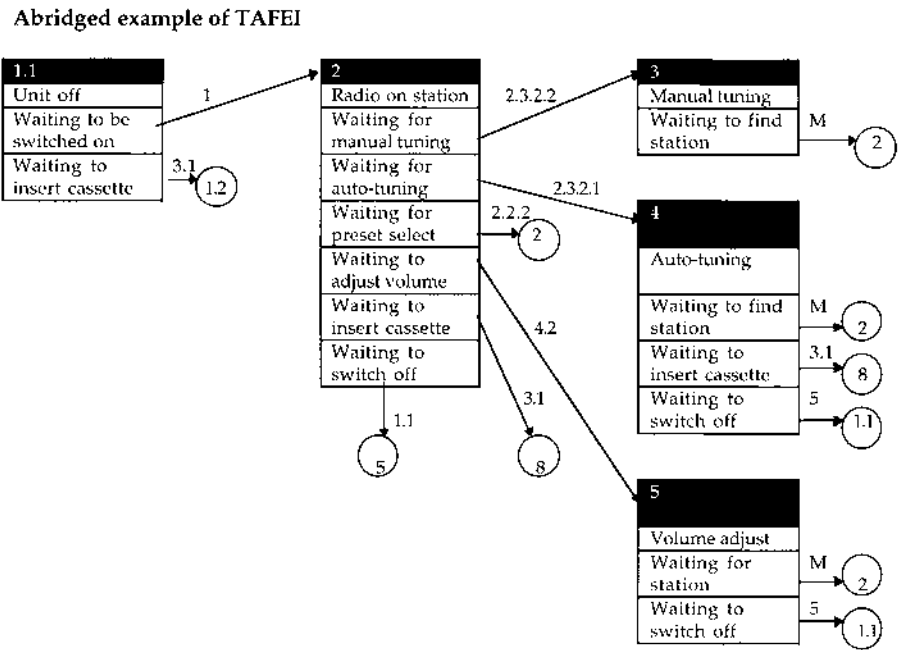 Abridged example of TAFEI
1.1
Unit off
Waiting to be
switched on
Waiting to
insert cassette
1
3.1
1.2
2
Radio on station
Waiting for
manual tuning
Waiting for
auto-tuning
Waiting for
preset select
Waiting to
adjust volume
Waiting to
insert cassette
Waiting to
switch off
2.3.2.2
2.3.2.1
2.2.2
2
4.2
3.1
8
1.1
5
3
Manual tuning
Waiting to find
station
M
2
4
Auto-tuning
Waiting to find
station
M
2
Waiting to
insert cassette
3.1
8
Waiting to
switch off
5
1.1
5
Volume adjust
Waiting for
station
M
2
Waiting to
switch off
5
1.1